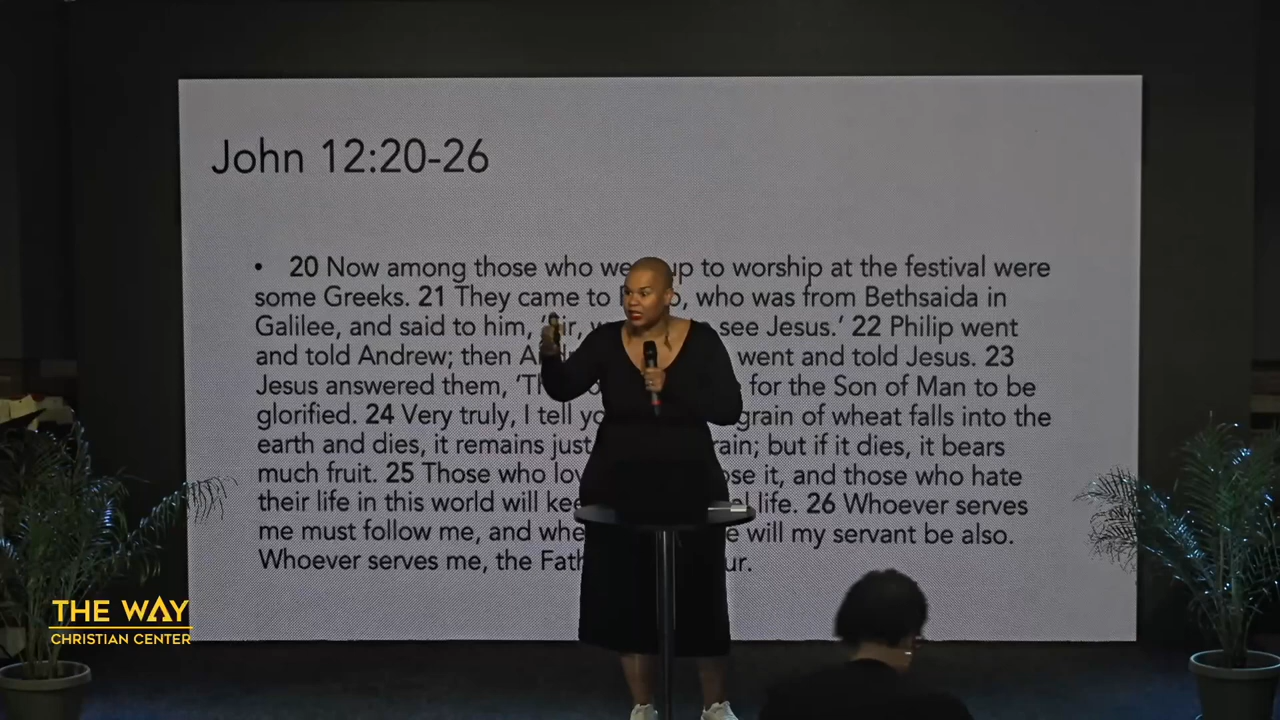 John 12:20-26
• 20 Now among those who we up to worship at the festival were
some Greeks. 21 They came to o, who was from Bethsaida in
Galilee, and said to him, see Jesus.' 22 Philip went
and told Andrew; then went and told Jesus. 23
Jesus answered them, for the Son of Man to be
glorified. 24 Very truly, I tell yo grain of wheat falls into the
earth and dies, it remains just rain; but if it dies, it bears
much fruit. 25 Those who lov ose it, and those who hate
their life in this world will kee life. 26 Whoever serves
me must follow me, and whe will my servant be also.
Whoever serves me, the Fath ur.
THE WAY
CHRISTIAN CENTER